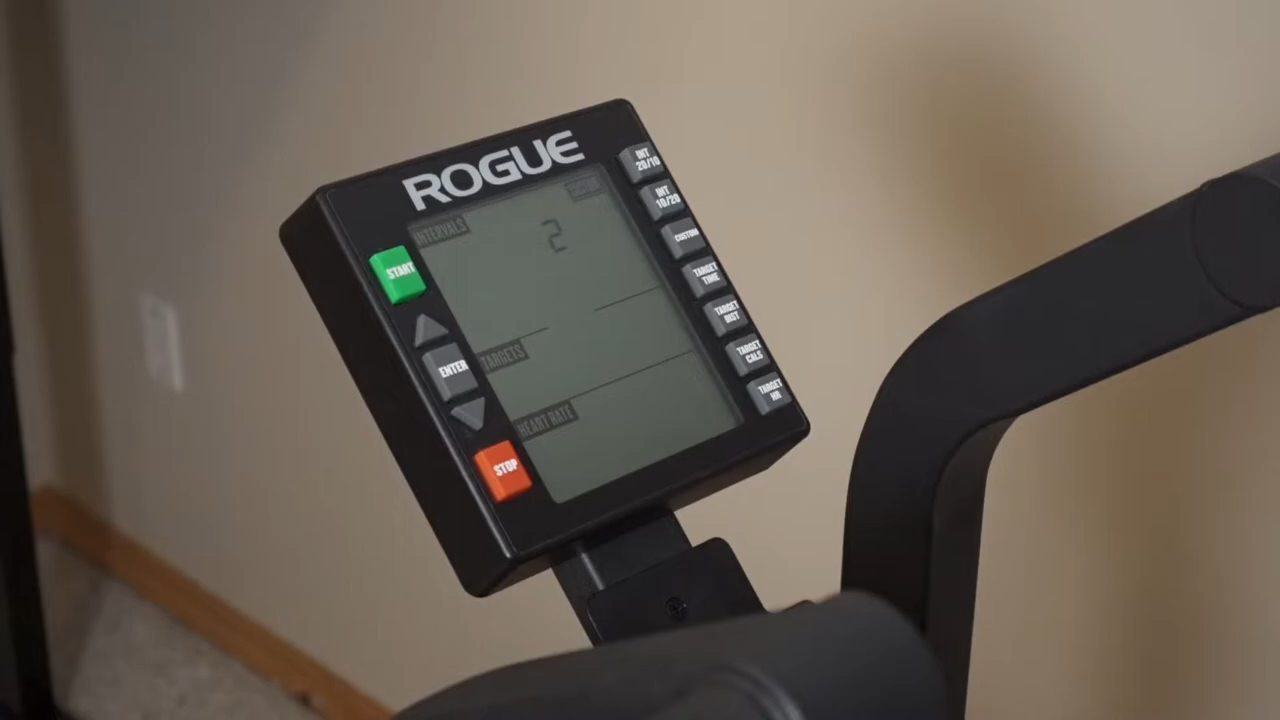 ROGUE
INTERVALS
2
TARGETS
HEART RATE
START
ENTER
STOP
INT
20/10
INT
10/20
CUSTOM
TARGET
TIME
TARGET
DIST
TARGET
CALS
TARGET
HR